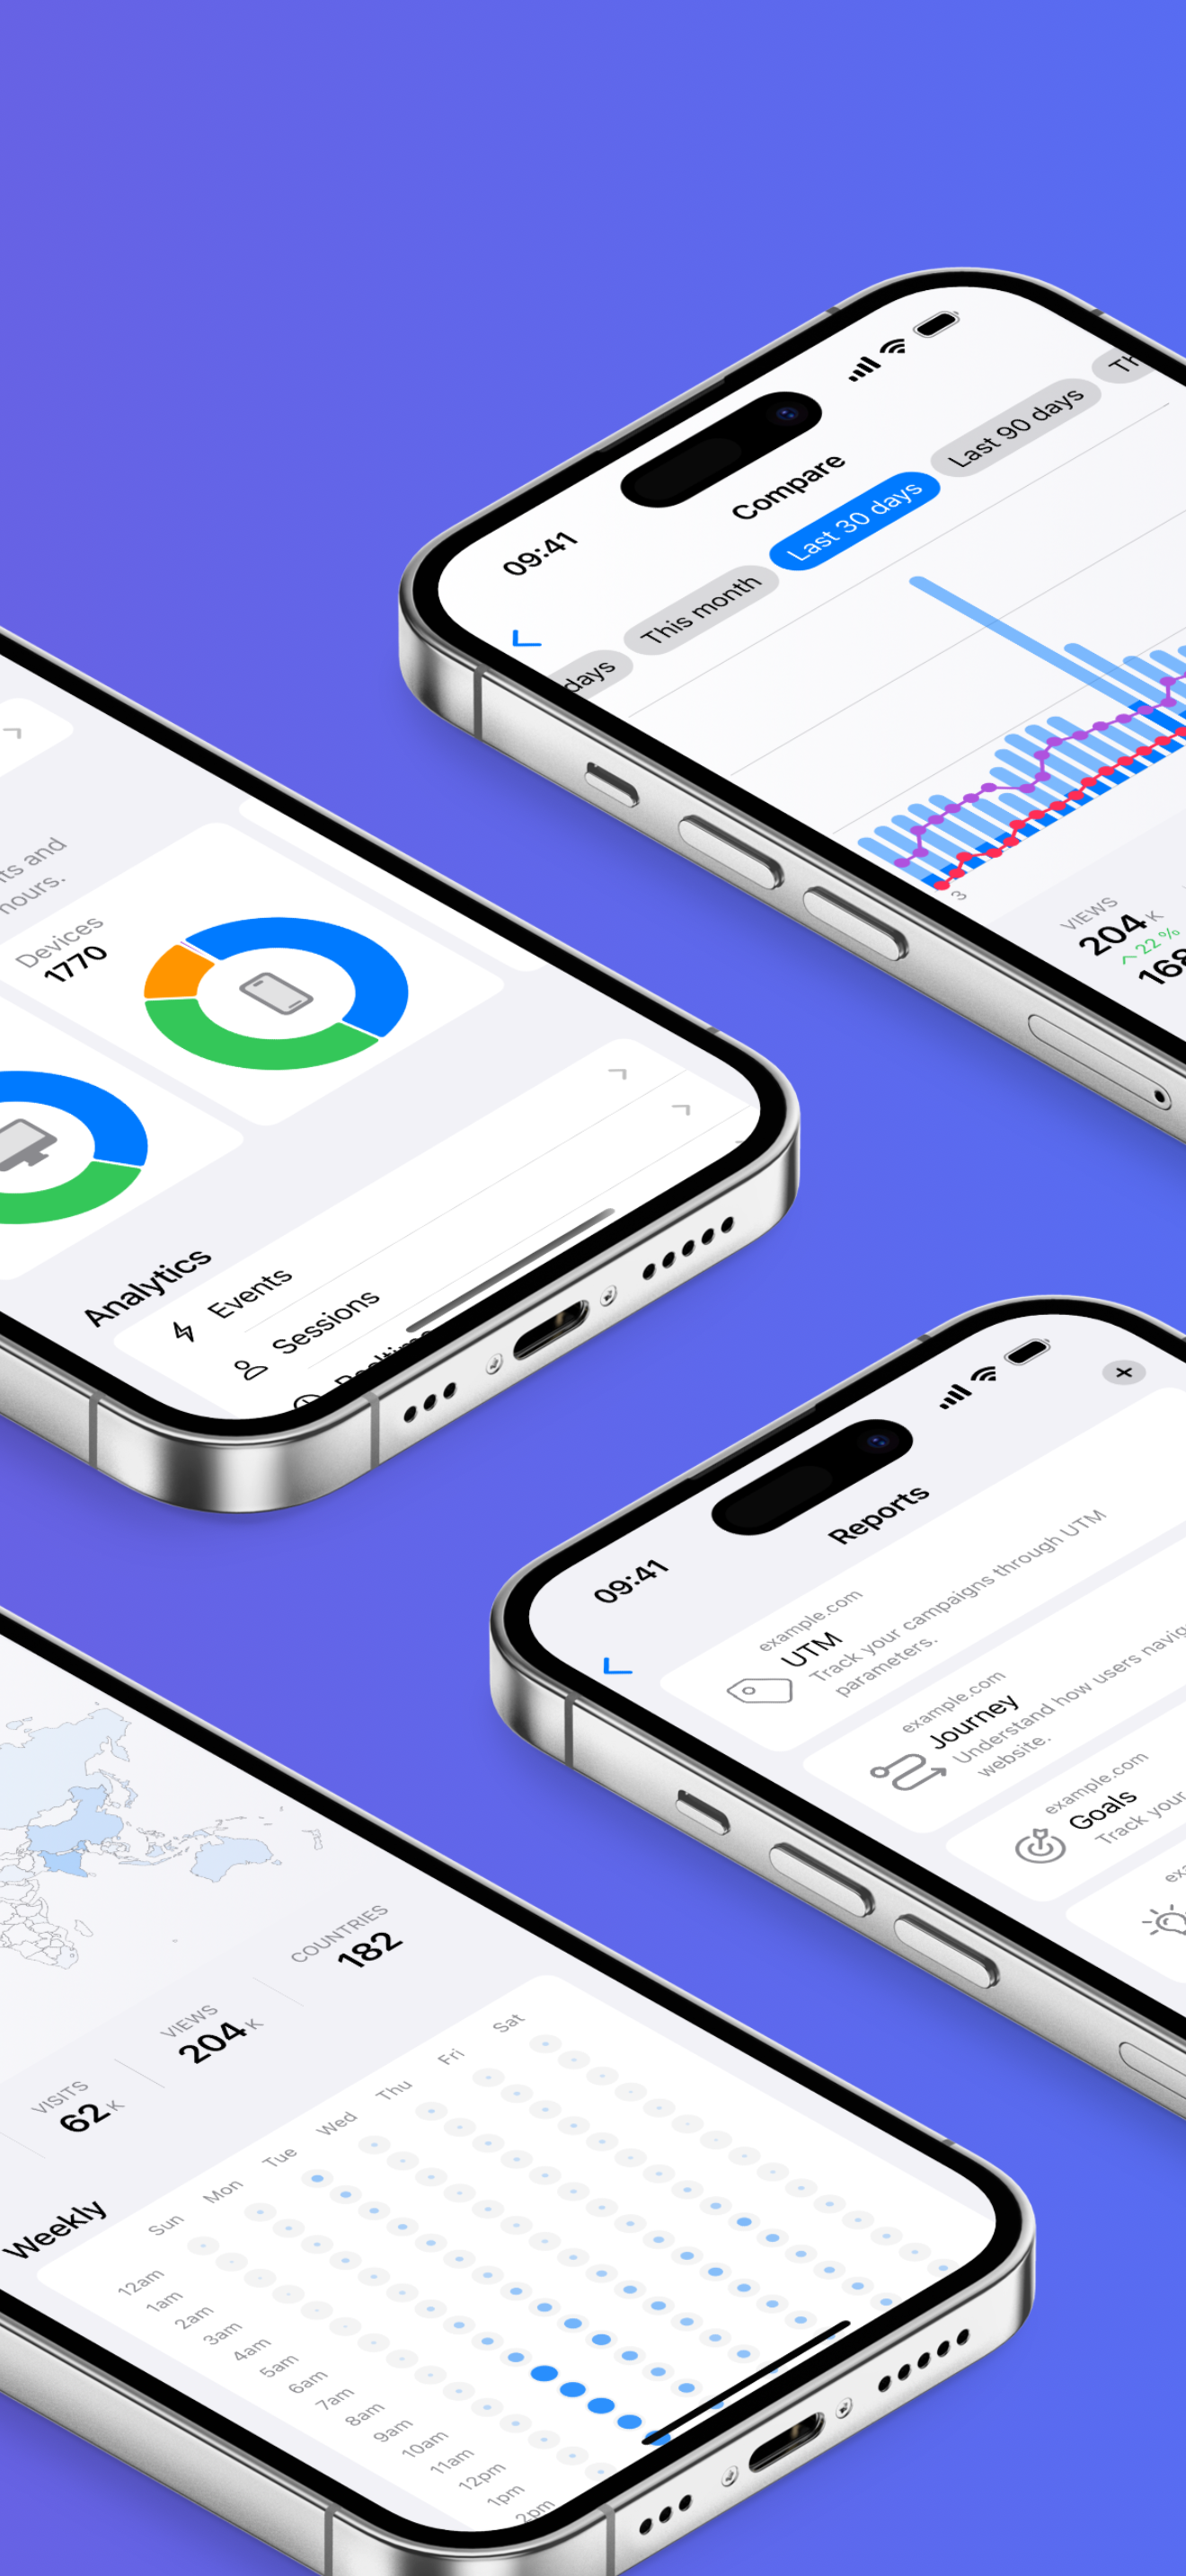 09:41
Compare
days
This month
Last 30 days
Last 90 days
Th
3
VIEWS
204 K
22 %
168
ts and
hours.
Devices
1770
Analytics
Events
Sessions
09:41
Reports
example.com
UTM
Track your campaigns through UTM
parameters.
example.com
Journey
Understand how users navig
website.
example.com
Goals
Track your
exa
VISITS
62 K
VIEWS
204 K
COUNTRIES
182
Weekly
Sun Mon Tue Wed Thu Fri Sat
12am
1am
2am
3am
4am
5am
6am
7am
8am
9am
10am
11am
12pm
1pm
2pm